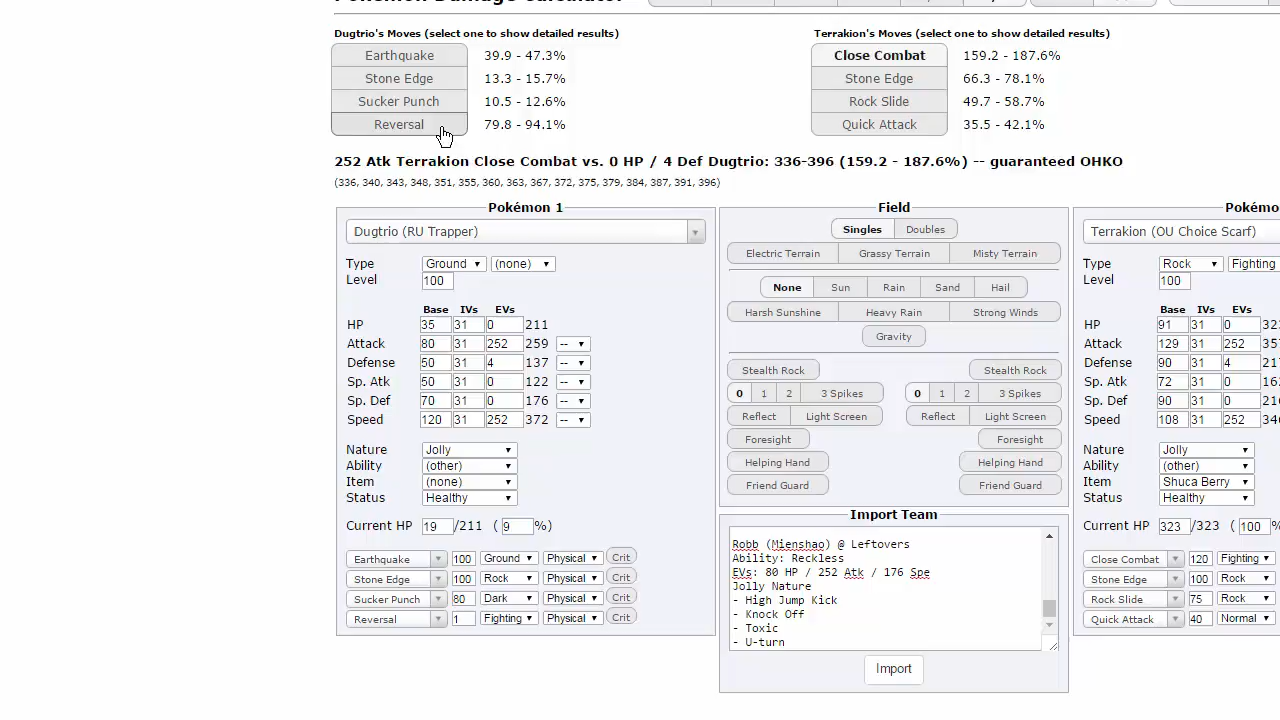 Dugtrio's Moves (select one to show detailed results)
Earthquake 39.9 - 47.3%
Stone Edge 13.3 - 15.7%
Sucker Punch 10.5 - 12.6%
Reversal 79.8 - 94.1%
Terrakion's Moves (select one to show detailed results)
Close Combat 159.2 - 187.6%
Stone Edge 66.3 - 78.1%
Rock Slide 49.7 - 58.7%
Quick Attack 35.5 - 42.1%
252 Atk Terrakion Close Combat vs. 0 HP / 4 Def Dugtrio: 336-396 (159.2 - 187.6%) -- guaranteed OHKO
(336, 340, 343, 348, 351, 355, 360, 363, 367, 372, 375, 379, 384, 387, 391, 396)
Pokémon 1
Dugtrio (RU Trapper)
Type Ground (none)
Level 100
Base IVs EVs
HP 35 31 0 211
Attack 80 31 252 259 --
Defense 50 31 4 137 --
Sp. Atk 50 31 0 122 --
Sp. Def 70 31 0 176 --
Speed 120 31 252 372 --
Nature Jolly
Ability (other)
Item (none)
Status Healthy
Current HP 19 /211 ( 9 %)
Earthquake 100 Ground Physical Crit
Stone Edge 100 Rock Physical Crit
Sucker Punch 80 Dark Physical Crit
Reversal 1 Fighting Physical Crit
Field
Singles Doubles
Electric Terrain Grassy Terrain Misty Terrain
None Sun Rain Sand Hail
Harsh Sunshine Heavy Rain Strong Winds
Gravity
Stealth Rock Stealth Rock
0 1 2 3 Spikes 0 1 2 3 Spikes
Reflect Light Screen Reflect Light Screen
Foresight Foresight
Helping Hand Helping Hand
Friend Guard Friend Guard
Import Team
Robb (Mienshao) @ Leftovers
Ability: Reckless
EVs: 80 HP / 252 Atk / 176 Spe
Jolly Nature
- High Jump Kick
- Knock Off
- Toxic
- U-turn
Import
Terrakion (OU Choice Scarf)
Type Rock Fighting
Level 100
Base IVs EVs
HP 91 31 0 323
Attack 129 31 252
Defense 90 31 4
Sp. Atk 72 31 0
Sp. Def 90 31 0
Speed 108 31 252
Nature Jolly
Ability (other)
Item Shuca Berry
Status Healthy
Current HP 323 /323 ( 100
Close Combat 120 Fighting
Stone Edge 100 Rock
Rock Slide 75 Rock
Quick Attack 40 Normal